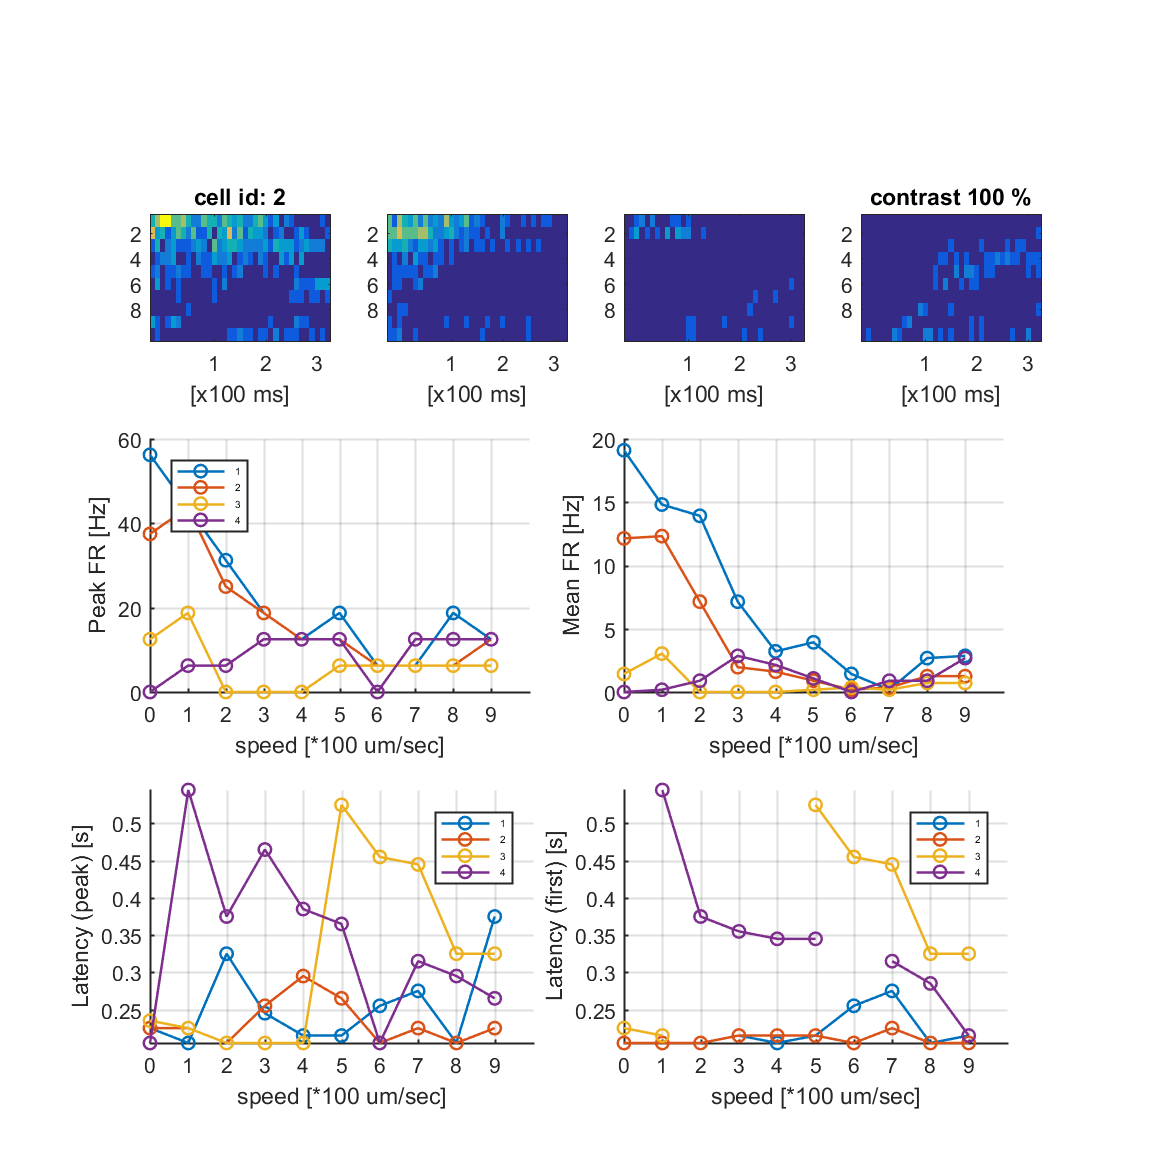 cell id: 2
contrast 100 %
2
4
6
8
1 2 3
[x100 ms]
2
4
6
8
1 2 3
[x100 ms]
2
4
6
8
1 2 3
[x100 ms]
2
4
6
8
1 2 3
[x100 ms]
Peak FR [Hz]
60
40
20
0
0 1 2 3 4 5 6 7 8 9
speed [*100 um/sec]
1
2
3
4
Mean FR [Hz]
20
15
10
5
0
0 1 2 3 4 5 6 7 8 9
speed [*100 um/sec]
Latency (peak) [s]
0.5
0.45
0.4
0.35
0.3
0.25
0 1 2 3 4 5 6 7 8 9
speed [*100 um/sec]
1
2
3
4
Latency (first) [s]
0.5
0.45
0.4
0.35
0.3
0.25
0 1 2 3 4 5 6 7 8 9
speed [*100 um/sec]
1
2
3
4